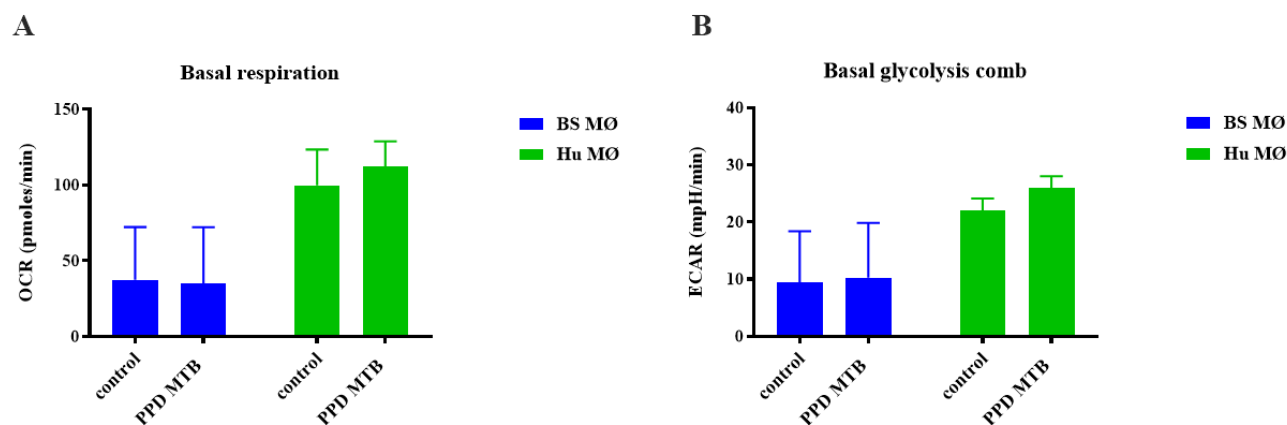 A
Basal respiration
150
100
50
0
OCR (pmoles/min)
control
PPD MTB
control
PPD MTB
BS MØ
Hu MØ
B
Basal glycolysis comb
40
30
20
10
0
ECAR (mpH/min)
control
PPD MTB
control
PPD MTB
BS MØ
Hu MØ